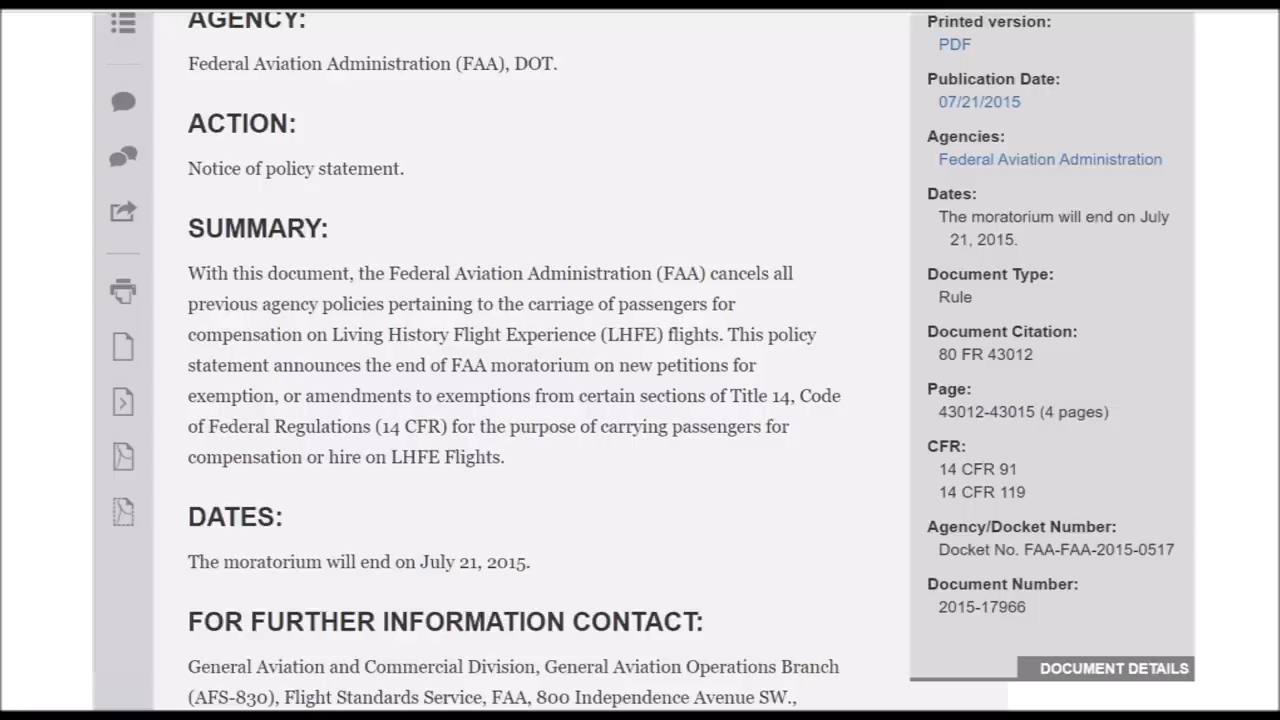 AGENCY:
Federal Aviation Administration (FAA), DOT.
ACTION:
Notice of policy statement.
SUMMARY:
With this document, the Federal Aviation Administration (FAA) cancels all
previous agency policies pertaining to the carriage of passengers for
compensation on Living History Flight Experience (LHFE) flights. This policy
statement announces the end of FAA moratorium on new petitions for
exemption, or amendments to exemptions from certain sections of Title 14, Code
of Federal Regulations (14 CFR) for the purpose of carrying passengers for
compensation or hire on LHFE Flights.
DATES:
The moratorium will end on July 21, 2015.
FOR FURTHER INFORMATION CONTACT:
General Aviation and Commercial Division, General Aviation Operations Branch
(AFS-830), Flight Standards Service, FAA, 800 Independence Avenue SW.,
Printed version:
PDF
Publication Date:
07/21/2015
Agencies:
Federal Aviation Administration
Dates:
The moratorium will end on July
21, 2015.
Document Type:
Rule
Document Citation:
80 FR 43012
Page:
43012-43015 (4 pages)
CFR:
14 CFR 91
14 CFR 119
Agency/Docket Number:
Docket No. FAA-FAA-2015-0517
Document Number:
2015-17966
DOCUMENT DETAILS